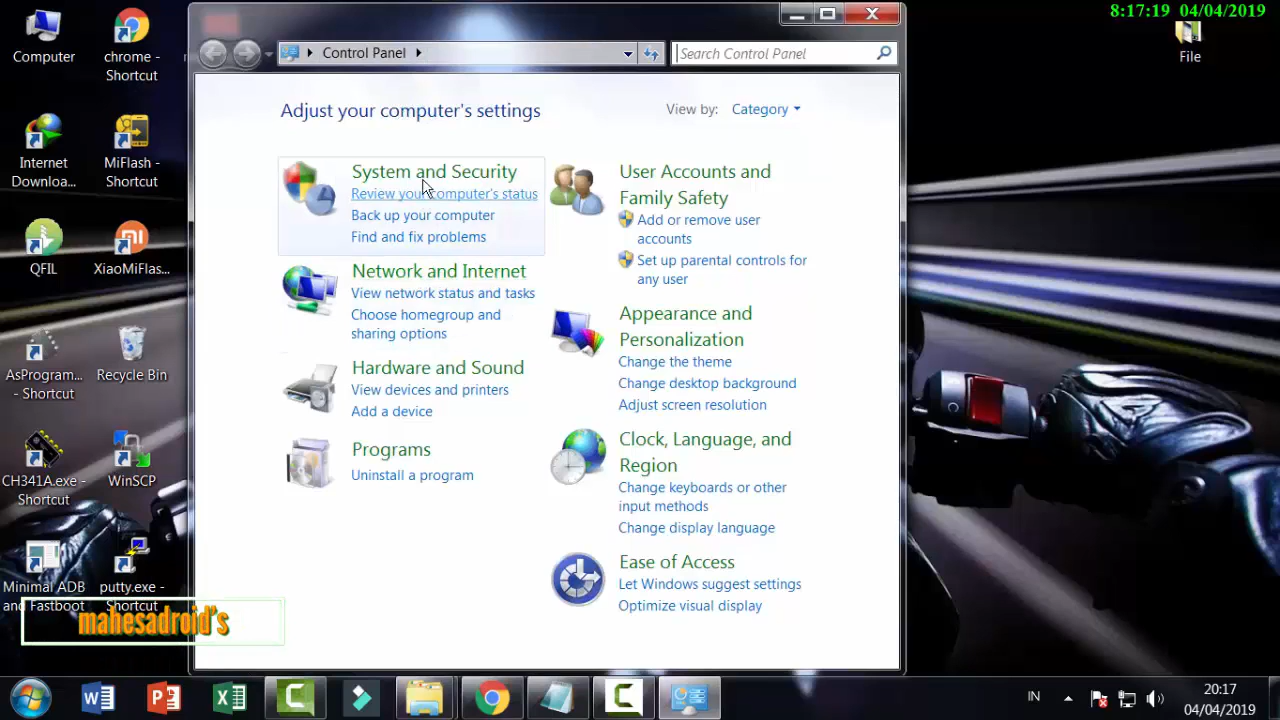 8:17:19 04/04/2019
Computer
chrome -
Shortcut
File
Internet
Downloa...
MiFlash -
Shortcut
QFIL
XiaoMiFlas...
AsProgram...
- Shortcut
Recycle Bin
CH341A.exe -
Shortcut
WinSCP
Minimal ADB
and Fastboot
putty.exe -
Shortcut
mahesadroid's
Control Panel
Search Control Panel
Adjust your computer's settings
View by: Category
System and Security
Review your computer's status
Back up your computer
Find and fix problems
Network and Internet
View network status and tasks
Choose homegroup and
sharing options
Hardware and Sound
View devices and printers
Add a device
Programs
Uninstall a program
User Accounts and
Family Safety
Add or remove user
accounts
Set up parental controls for
any user
Appearance and
Personalization
Change the theme
Change desktop background
Adjust screen resolution
Clock, Language, and
Region
Change keyboards or other
input methods
Change display language
Ease of Access
Let Windows suggest settings
Optimize visual display
IN
20:17
04/04/2019